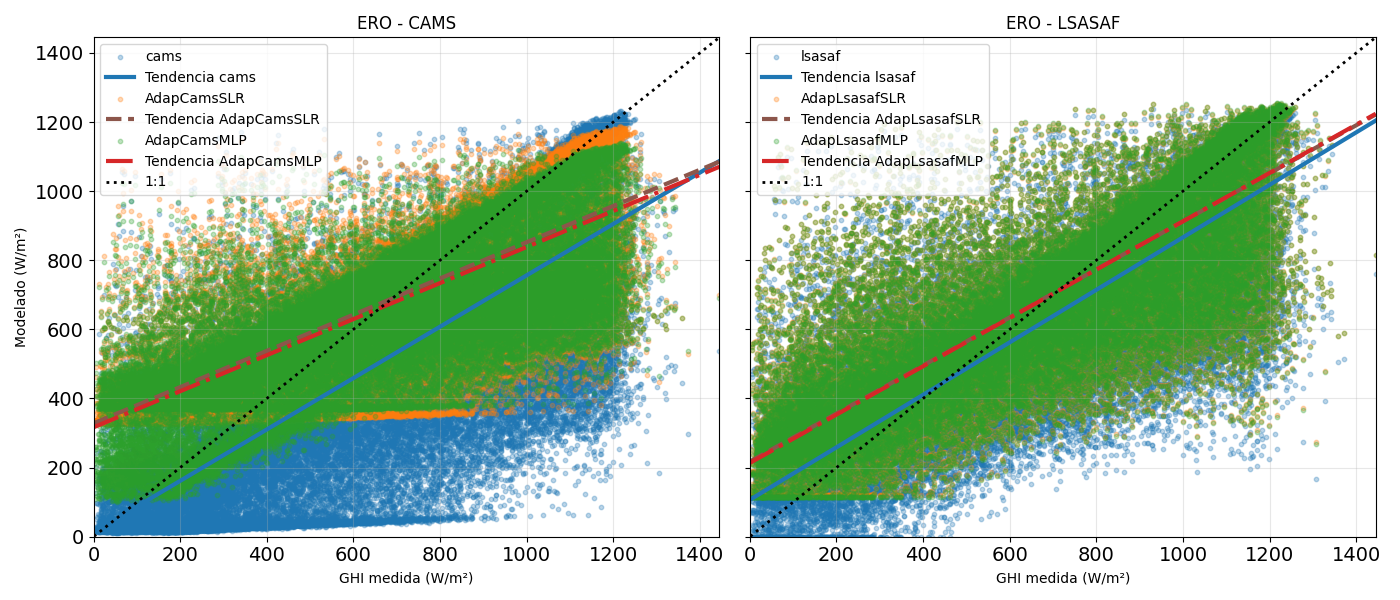 ERO - CAMS
cams
Tendencia cams
AdapCamsSLR
Tendencia AdapCamsSLR
AdapCamsMLP
Tendencia AdapCamsMLP
1:1
Modelado (W/m²)
1400
1200
1000
800
600
400
200
0
0 200 400 600 800 1000 1200 1400
GHI medida (W/m²)
ERO - LSASAF
lsasaf
Tendencia lsasaf
AdapLsasafSLR
Tendencia AdapLsasafSLR
AdapLsasafMLP
Tendencia AdapLsasafMLP
1:1
0 200 400 600 800 1000 1200 1400
GHI medida (W/m²)